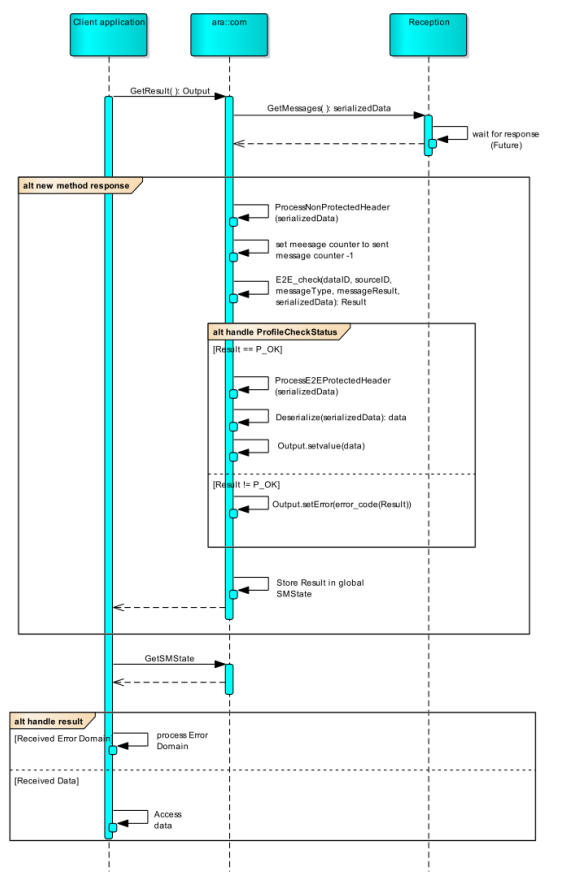 Client application
ara::com
Reception
GetResult( ): Output
GetMessages( ): serializedData
wait for response
(Future)
alt new method response
ProcessNonProtectedHeader
(serializedData)
set meesage counter to sent
message counter -1
E2E_check(dataID, sourceID,
messageType, messageResult,
serializedData): Result
alt handle ProfileCheckStatus
[Result == P_OK]
ProcessE2EProtectedHeader
(serializedData)
Deserialize(serializedData): data
Output.setvalue(data)
[Result != P_OK]
Output.setError(error_code(Result))
Store Result in global
SMState
GetSMState
alt handle result
[Received Error Domain]
process Error
Domain
[Received Data]
Access
data